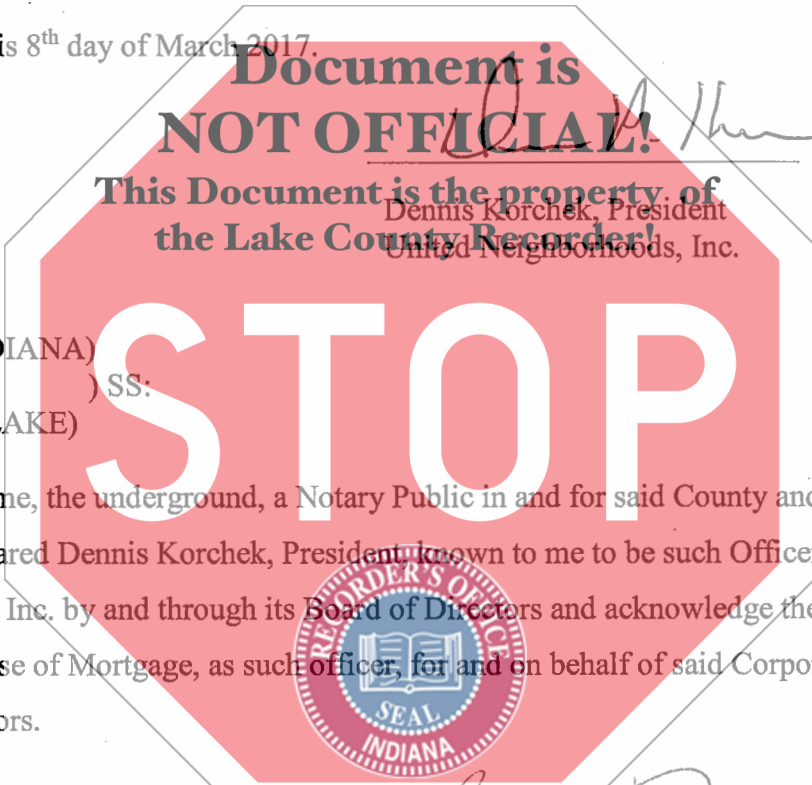 is 8th day of March 2017.
Document is
NOT OFFICIAL!
This Document is the property of
the Lake County Recorder!
Dennis Korchek, President
United Neighborhoods, Inc.
DIANA)
) SS:
LAKE)
STOP
me, the underground, a Notary Public in and for said County and
ared Dennis Korchek, President, known to me to be such Officer
Inc. by and through its Board of Directors and acknowledge the
se of Mortgage, as such officer, for and on behalf of said Corpo
ors.
RECORDER'S OFFICE
SEAL
INDIANA